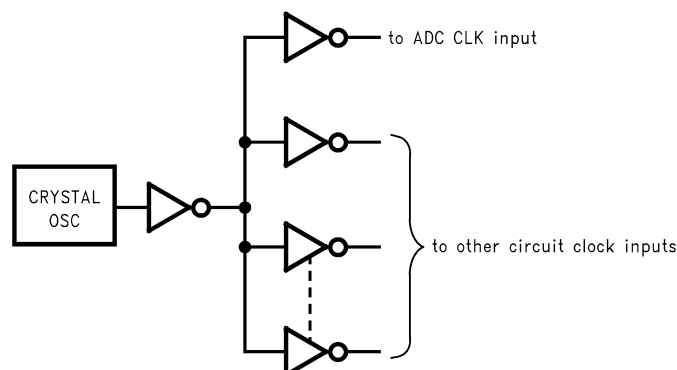 to ADC CLK input
CRYSTAL
OSC
to other circuit clock inputs